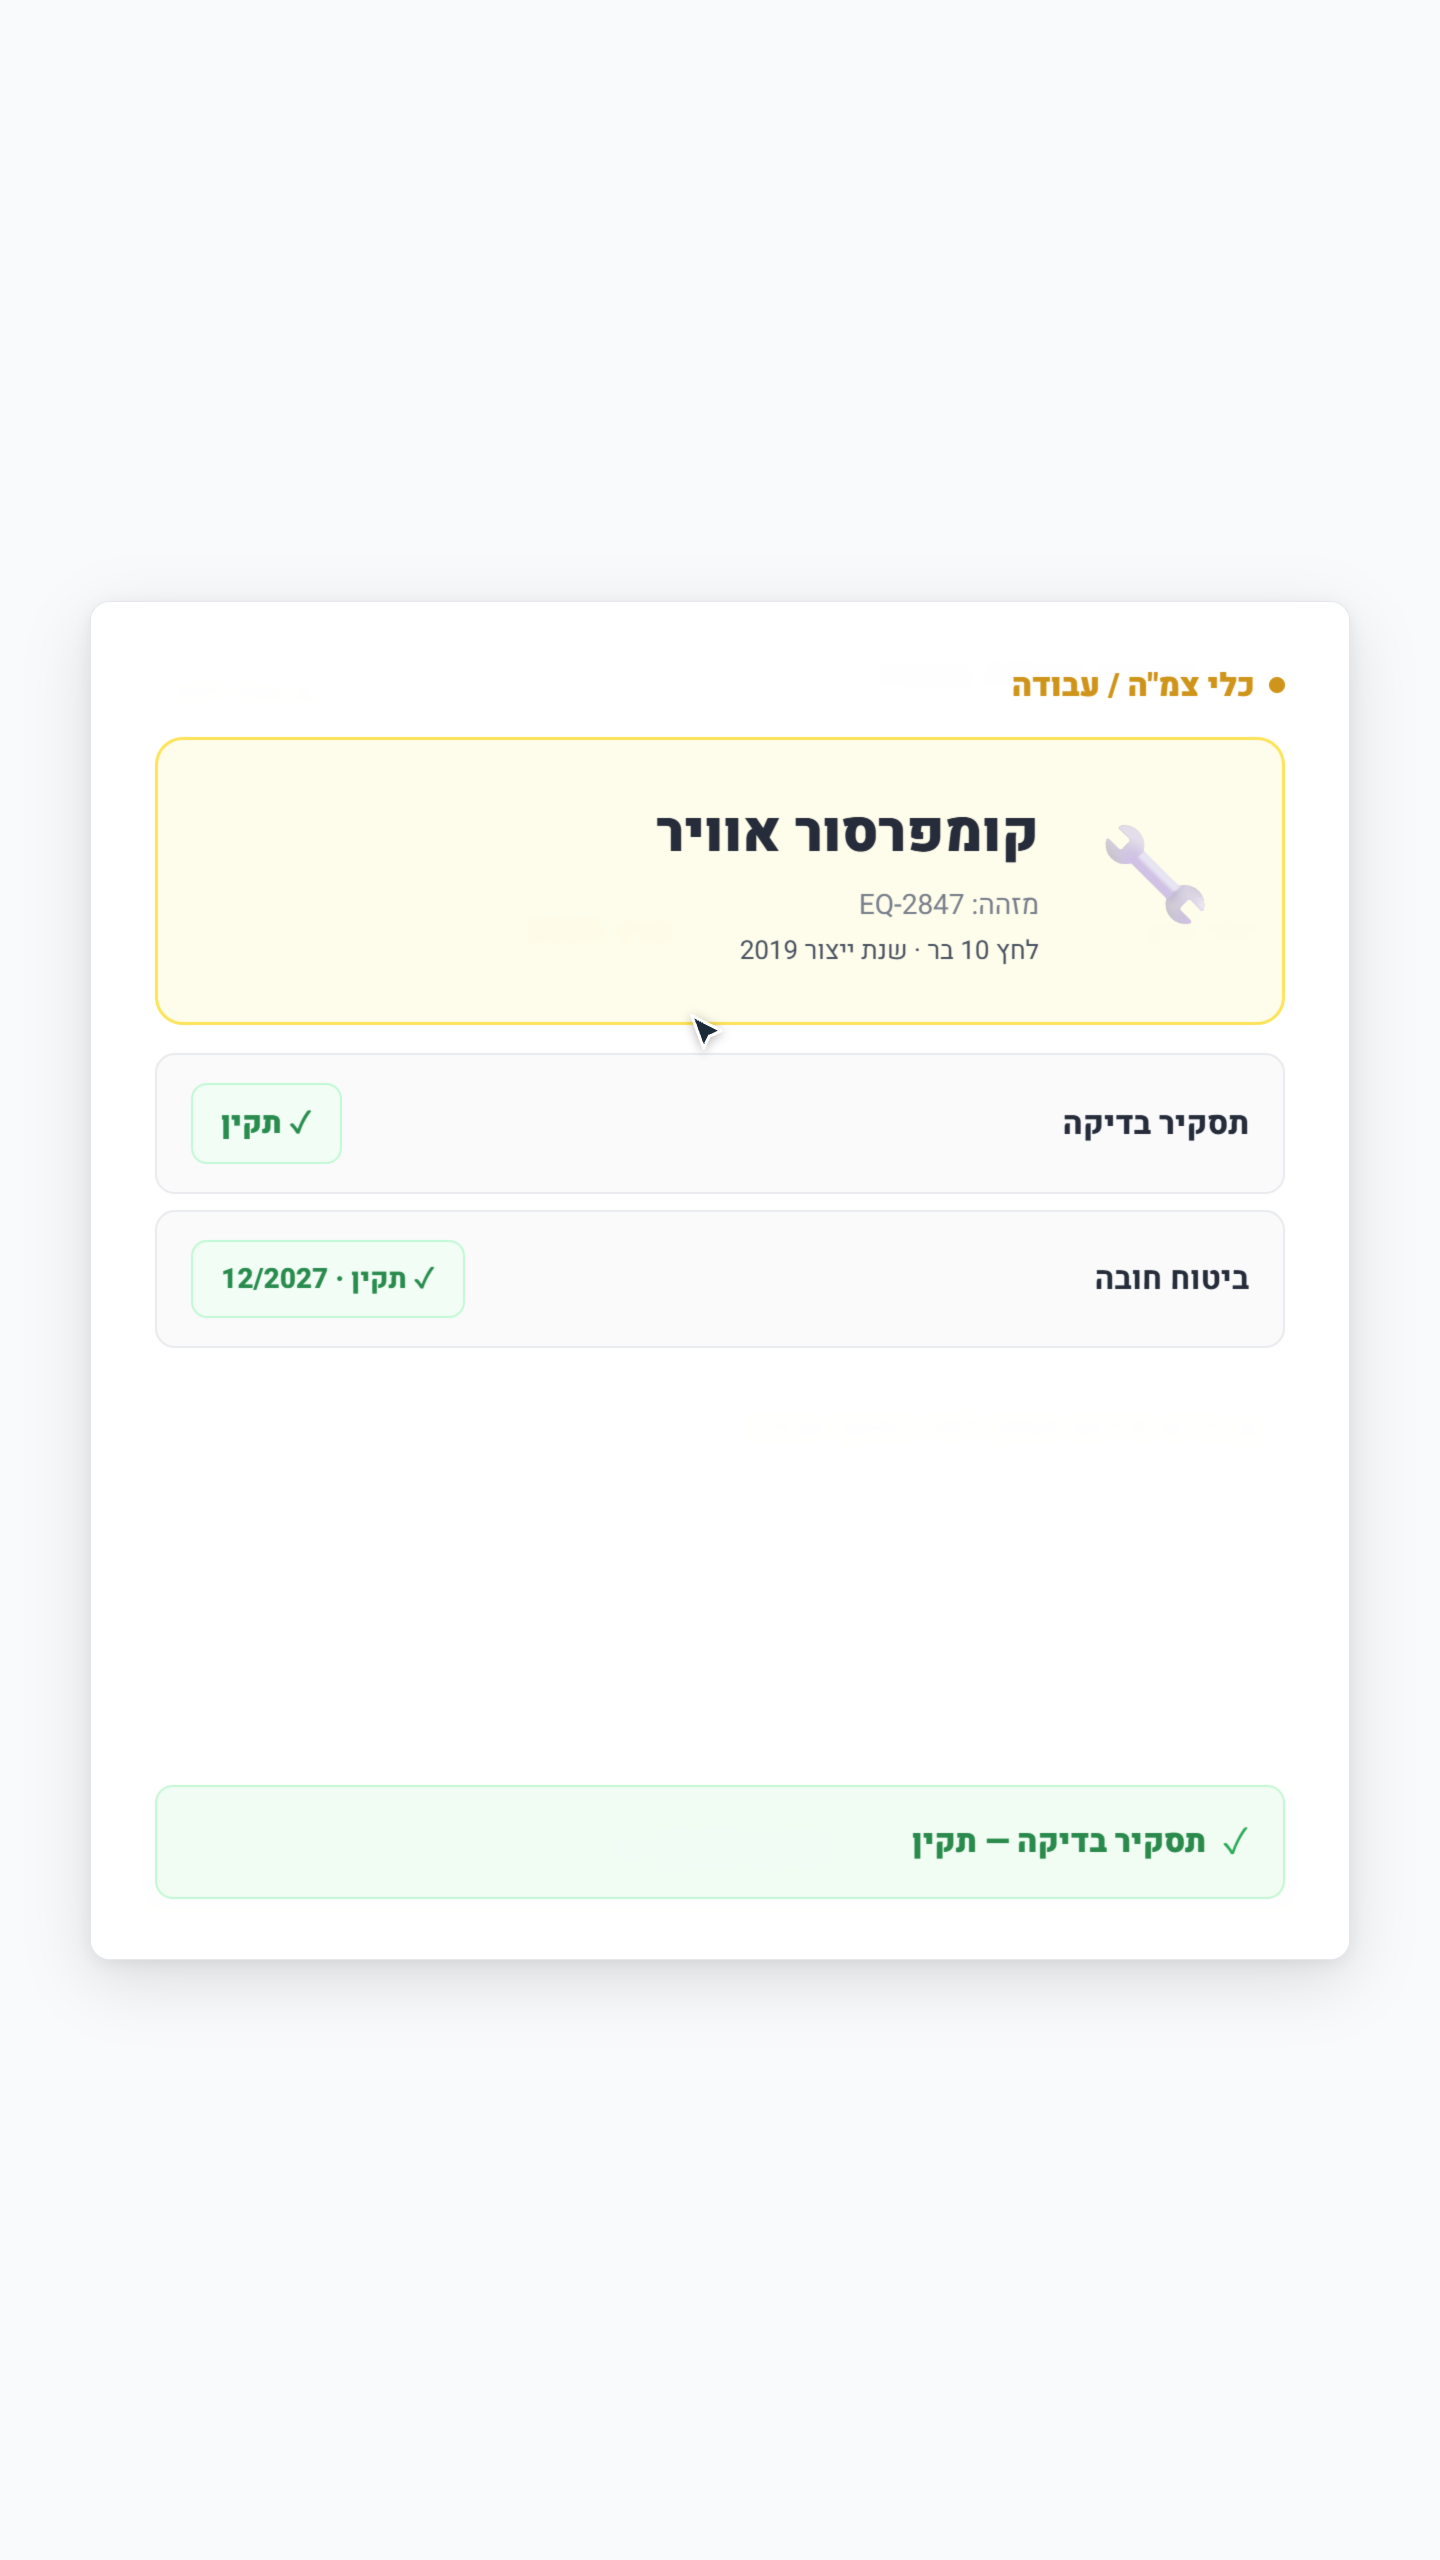 ● כלי צמ"ה / עבודה
קומפרסור אוויר
מזהה: EQ-2847
לחץ 10 בר · שנת ייצור 2019
תסקיר בדיקה
✓ תקין
ביטוח חובה
✓ תקין · 12/2027
✓ תסקיר בדיקה — תקין